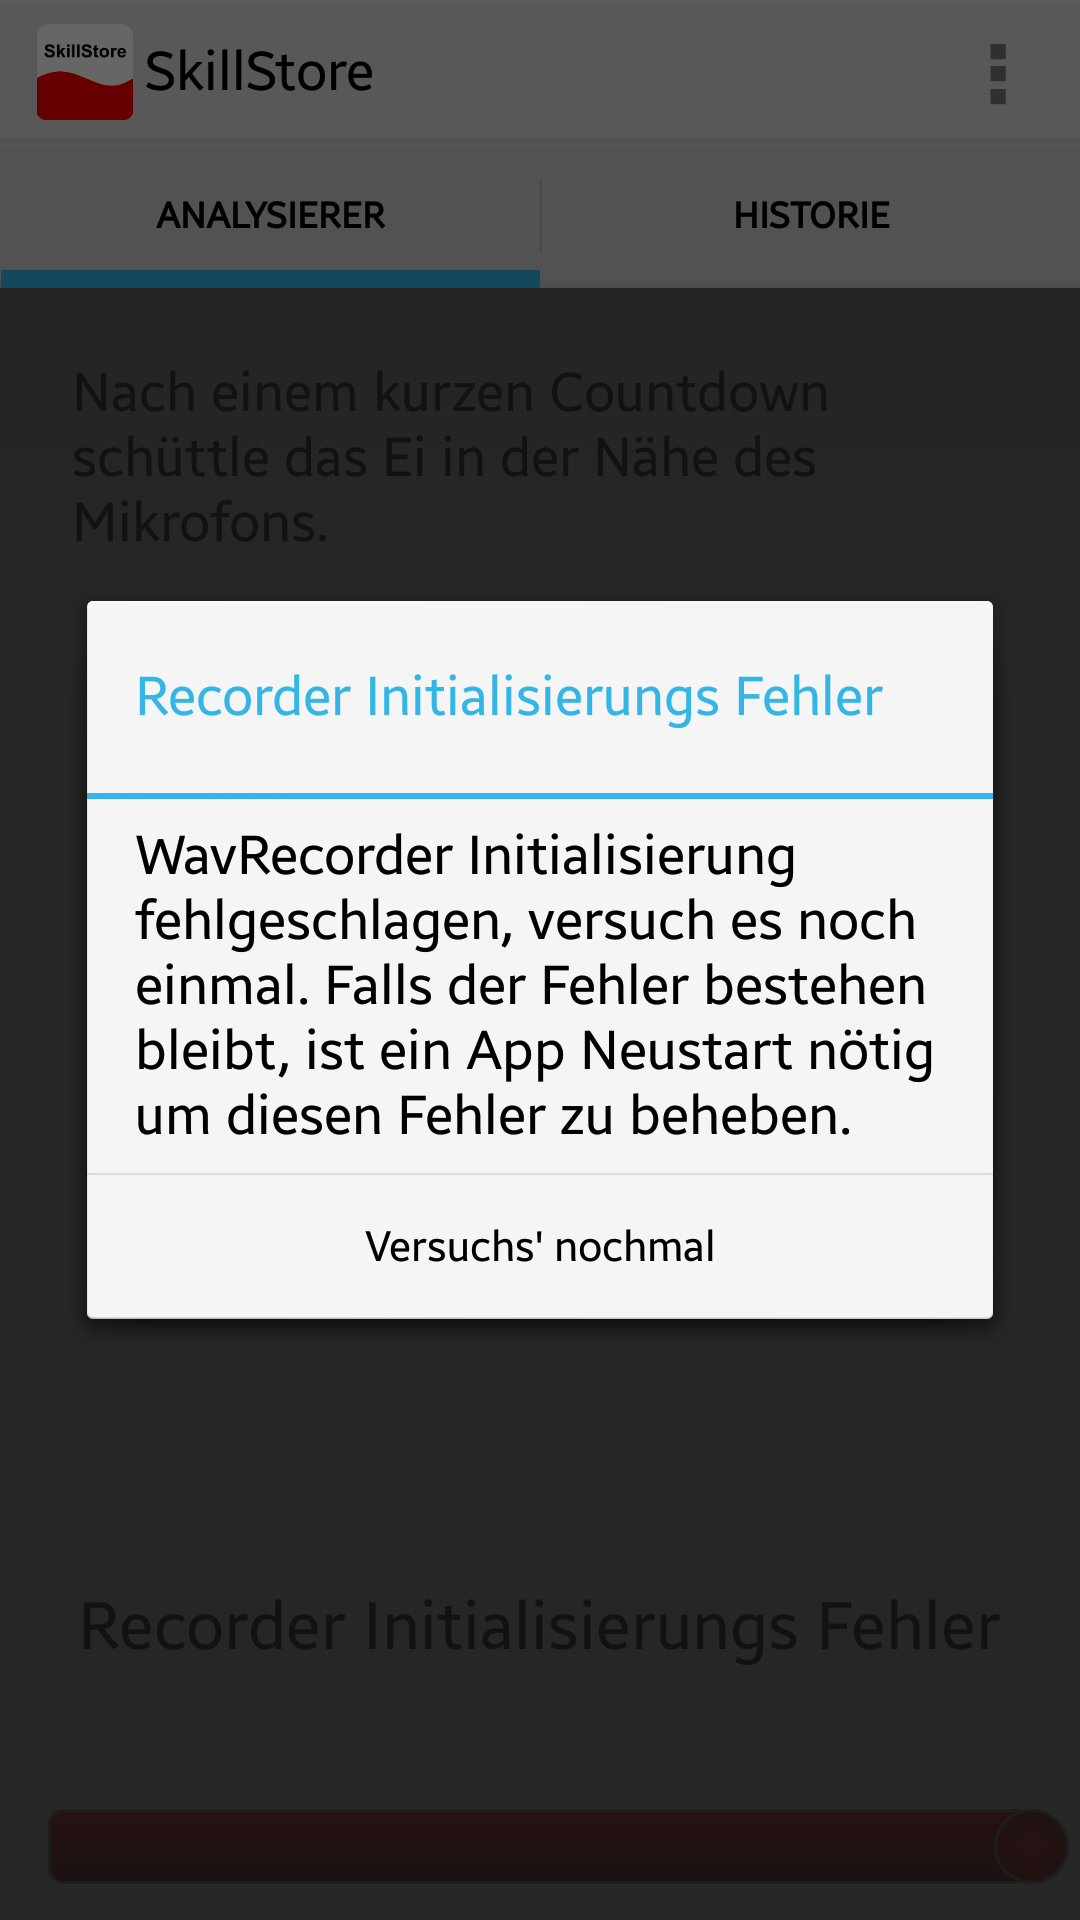 SkillStore
SkillStore
ANALYSIERER
HISTORIE
Nach einem kurzen Countdown
schüttle das Ei in der Nähe des
Mikrofons.
Recorder Initialisierungs Fehler
WavRecorder Initialisierung
fehlgeschlagen, versuch es noch
einmal. Falls der Fehler bestehen
bleibt, ist ein App Neustart nötig
um diesen Fehler zu beheben.
Versuchs' nochmal
Recorder Initialisierungs Fehler